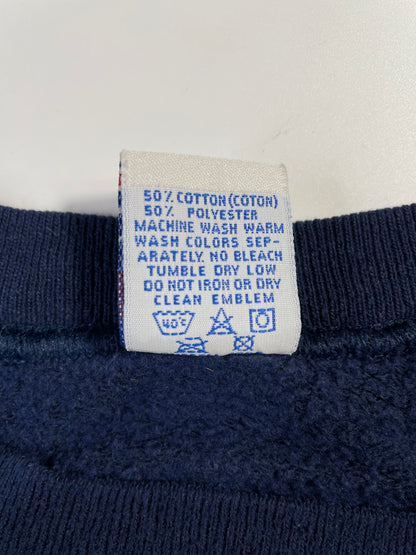 50% COTTON (COTON)
50% POLYESTER
MACHINE WASH WARM
WASH COLORS SEP-
ARATELY. NO BLEACH
TUMBLE DRY LOW
DO NOT IRON OR DRY
CLEAN EMBLEM
40°C